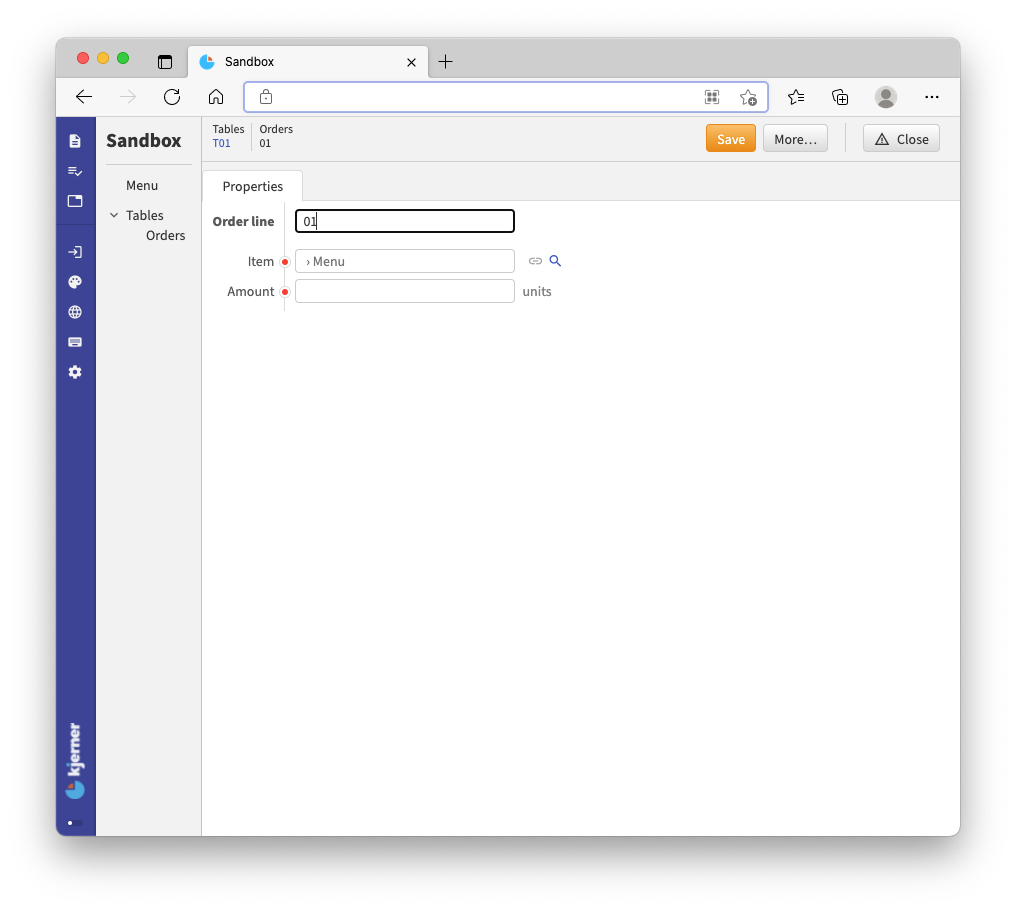 Sandbox
Sandbox
Tables Orders
T01 01
Save More... Close
Menu
Tables
Orders
Properties
Order line 01
Item › Menu
Amount units
kjerner